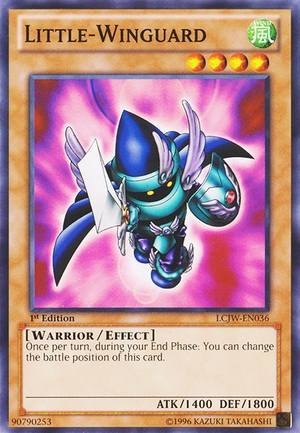 Little-Winguard
WIND
風
1st Edition
LCJW-EN036
[Warrior / Effect]
Once per turn, during your End Phase: You can change
the battle position of this card.
ATK/1400 DEF/1800
90790253
©1996 KAZUKI TAKAHASHI